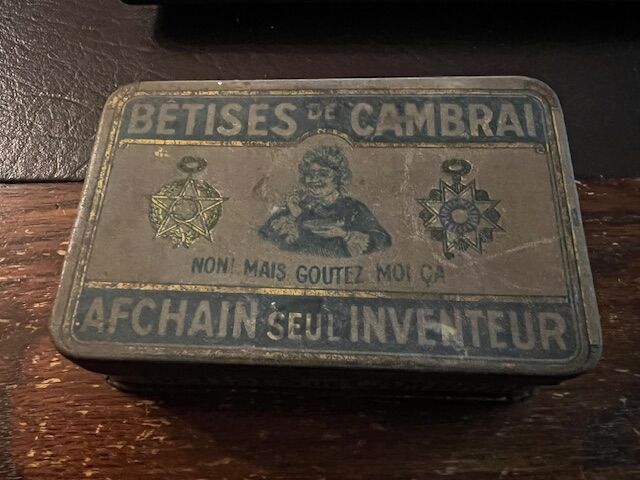 BÊTISES DE CAMBRAI
NON! MAIS GOUTEZ MOI ÇA
AFCHAIN SEUL INVENTEUR